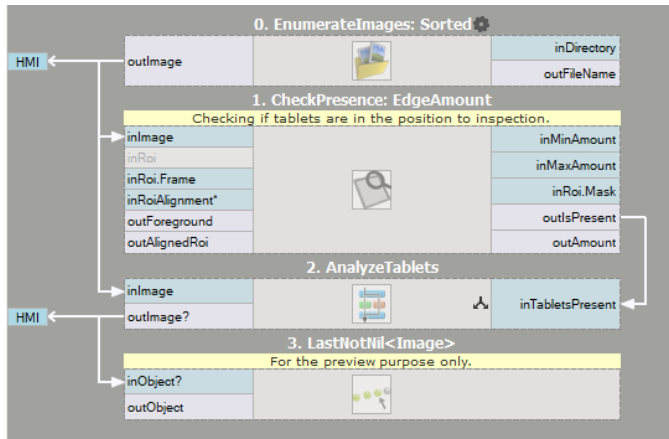 0. EnumerateImages: Sorted
HMI
outImage
inDirectory
outFileName
1. CheckPresence: EdgeAmount
Checking if tablets are in the position to inspection.
inImage
inRoi
inRoi.Frame
inRoiAlignment*
outForeground
outAlignedRoi
inMinAmount
inMaxAmount
inRoi.Mask
outIsPresent
outAmount
2. AnalyzeTablets
inImage
HMI
outImage?
inTabletsPresent
3. LastNotNil<Image>
For the preview purpose only.
inObject?
outObject